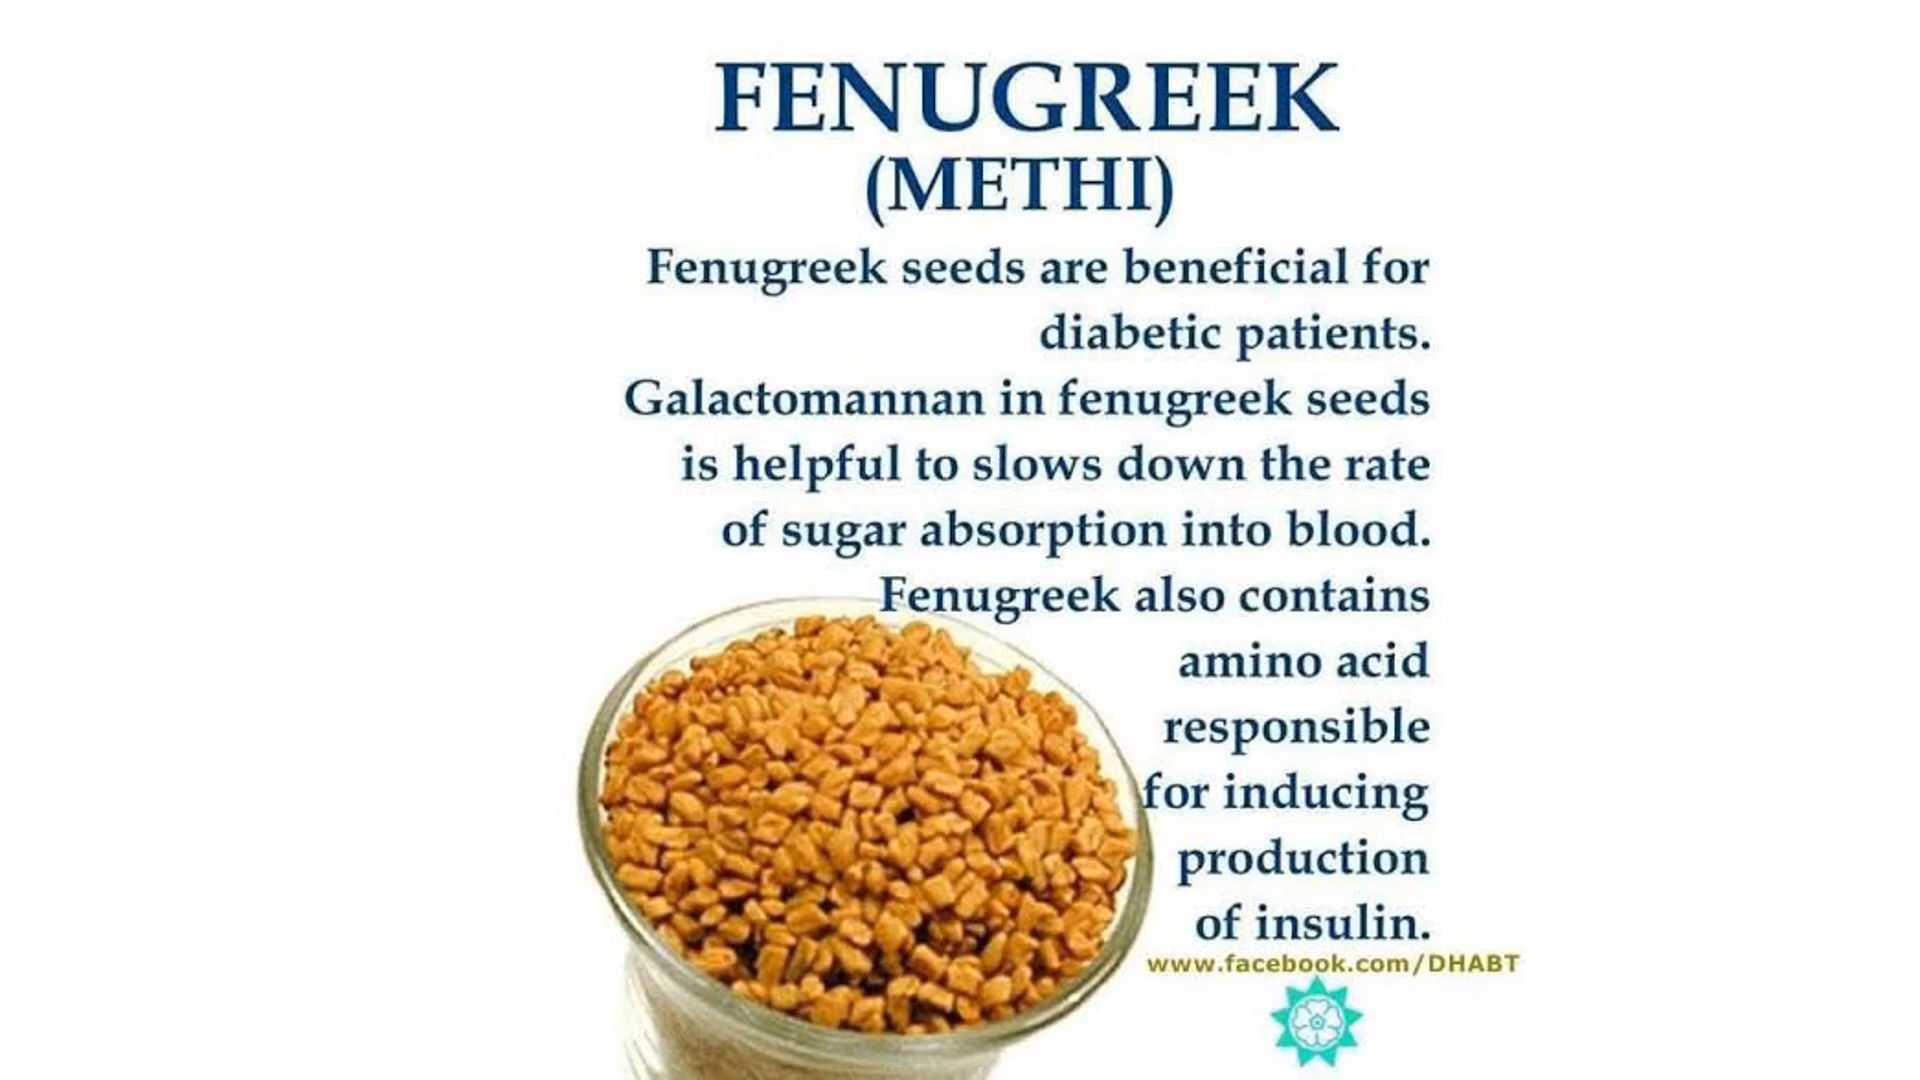 FENUGREEK
(METHI)
Fenugreek seeds are beneficial for
diabetic patients.
Galactomannan in fenugreek seeds
is helpful to slows down the rate
of sugar absorption into blood.
Fenugreek also contains
amino acid
responsible
for inducing
production
of insulin.
www.facebook.com/DHABT